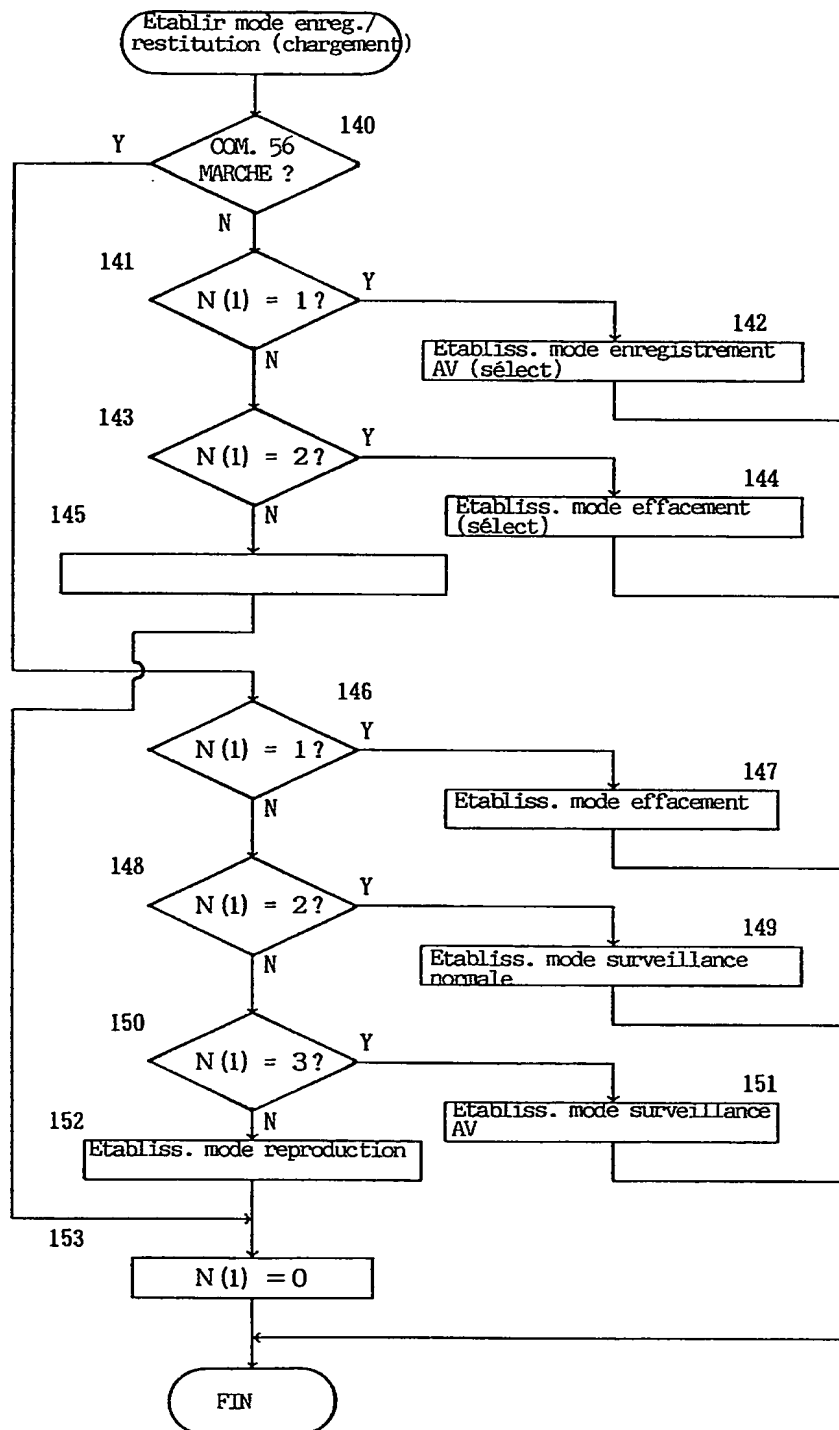 Etablir mode enreg./
restitution (chargement)
140
Y
COM. 56
MARCHE ?
N
141
N(1) = 1?
Y
142
Etabliss. mode enregistrement
AV (sélect)
N
143
N(1) = 2?
Y
144
Etabliss. mode effacement
(sélect)
N
145
146
N(1) = 1?
Y
147
Etabliss. mode effacement
N
148
N(1) = 2?
Y
149
Etabliss. mode surveillance
normale
N
150
N(1) = 3?
Y
151
Etabliss. mode surveillance
AV
N
152
Etabliss. mode reproduction
153
N(1) = 0
FIN